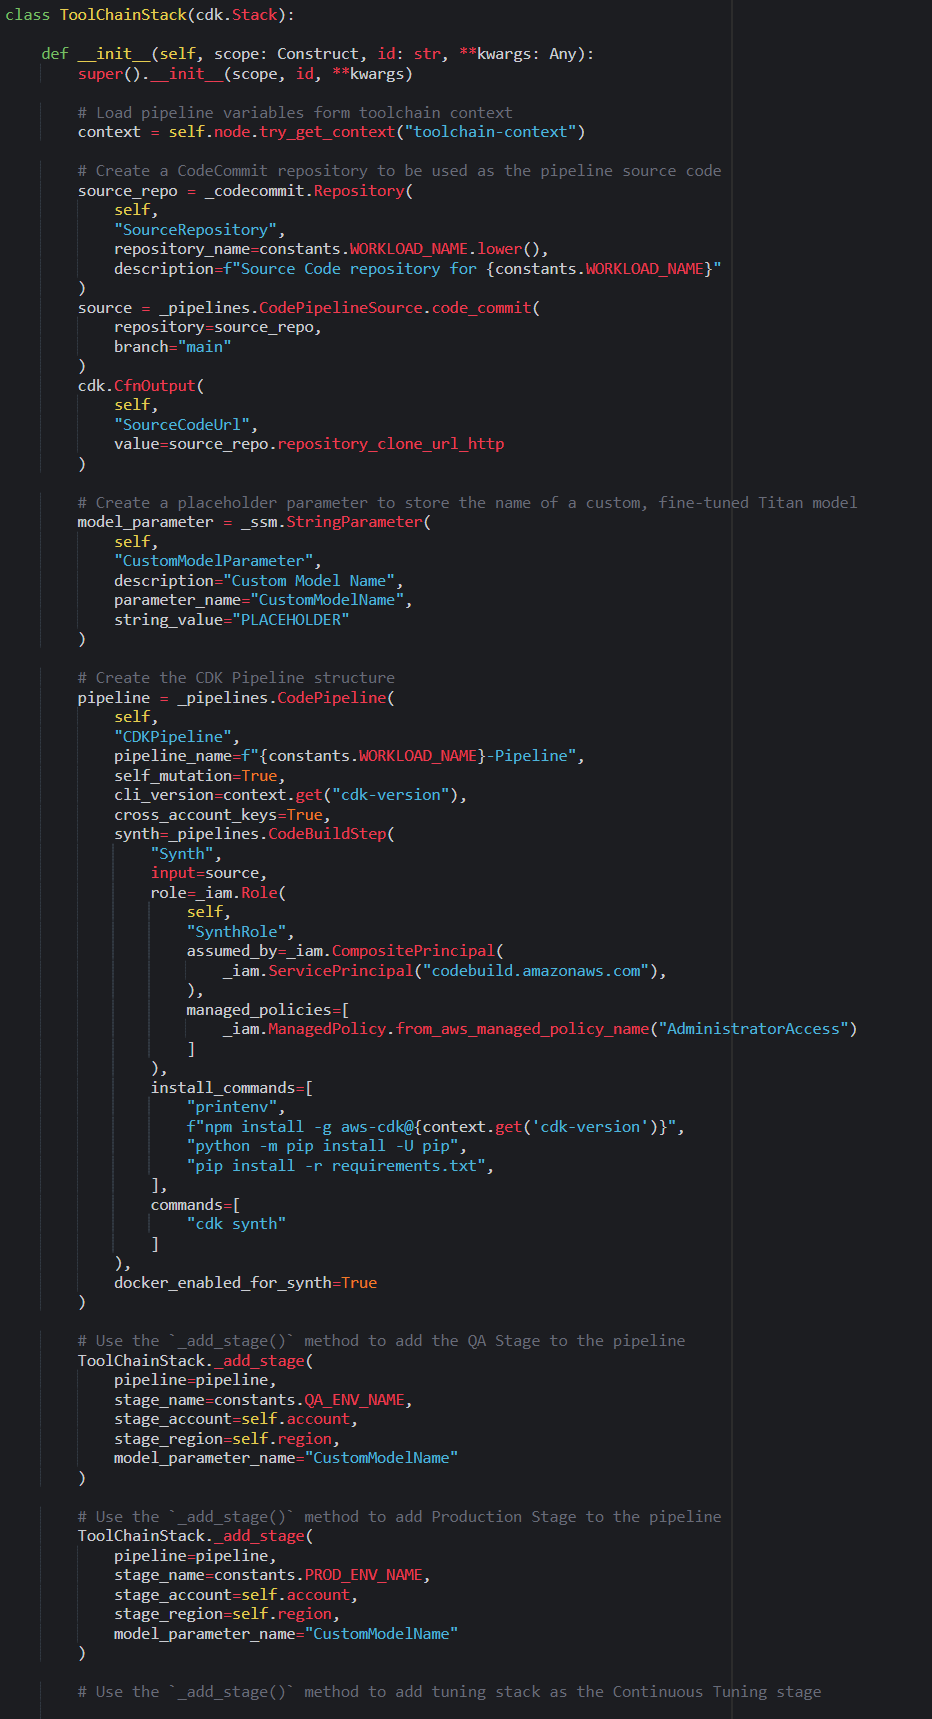 class ToolChainStack(cdk.Stack):
def __init__(self, scope: Construct, id: str, **kwargs: Any):
super().__init__(scope, id, **kwargs)
# Load pipeline variables form toolchain context
context = self.node.try_get_context("toolchain-context")
# Create a CodeCommit repository to be used as the pipeline source code
source_repo = _codecommit.Repository(
self,
"SourceRepository",
repository_name=constants.WORKLOAD_NAME.lower(),
description=f"Source Code repository for {constants.WORKLOAD_NAME}"
)
source = _pipelines.CodePipelineSource.code_commit(
repository=source_repo,
branch="main"
)
cdk.CfnOutput(
self,
"SourceCodeUrl",
value=source_repo.repository_clone_url_http
)
# Create a placeholder parameter to store the name of a custom, fine-tuned Titan model
model_parameter = _ssm.StringParameter(
self,
"CustomModelParameter",
description="Custom Model Name",
parameter_name="CustomModelName",
string_value="PLACEHOLDER"
)
# Create the CDK Pipeline structure
pipeline = _pipelines.CodePipeline(
self,
"CDKPipeline",
pipeline_name=f"{constants.WORKLOAD_NAME}-Pipeline",
self_mutation=True,
cli_version=context.get("cdk-version"),
cross_account_keys=True,
synth=_pipelines.CodeBuildStep(
"Synth",
input=source,
role=_iam.Role(
self,
"SynthRole",
assumed_by=_iam.CompositePrincipal(
_iam.ServicePrincipal("codebuild.amazonaws.com"),
),
managed_policies=[
_iam.ManagedPolicy.from_aws_managed_policy_name("AdministratorAccess")
]
),
install_commands=[
"printenv",
f"npm install -g aws-cdk@{context.get('cdk-version')}",
"python -m pip install -U pip",
"pip install -r requirements.txt",
],
commands=[
"cdk synth"
]
),
docker_enabled_for_synth=True
)
# Use the `_add_stage()` method to add the QA Stage to the pipeline
ToolChainStack._add_stage(
pipeline=pipeline,
stage_name=constants.QA_ENV_NAME,
stage_account=self.account,
stage_region=self.region,
model_parameter_name="CustomModelName"
)
# Use the `_add_stage()` method to add Production Stage to the pipeline
ToolChainStack._add_stage(
pipeline=pipeline,
stage_name=constants.PROD_ENV_NAME,
stage_account=self.account,
stage_region=self.region,
model_parameter_name="CustomModelName"
)
# Use the `_add_stage()` method to add tuning stack as the Continuous Tuning stage